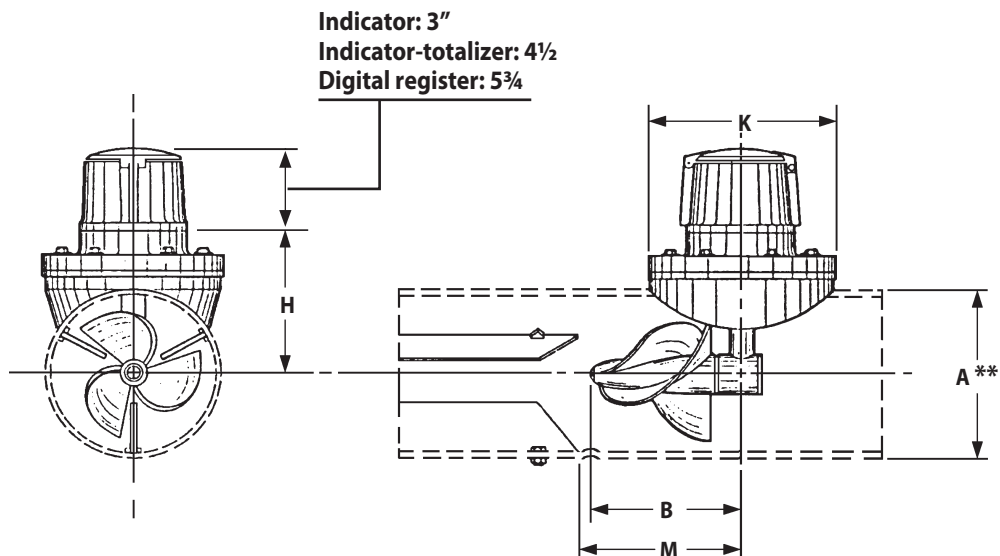 Indicator: 3”
Indicator-totalizer: 4½
Digital register: 5¾
K
H
A**
B
M